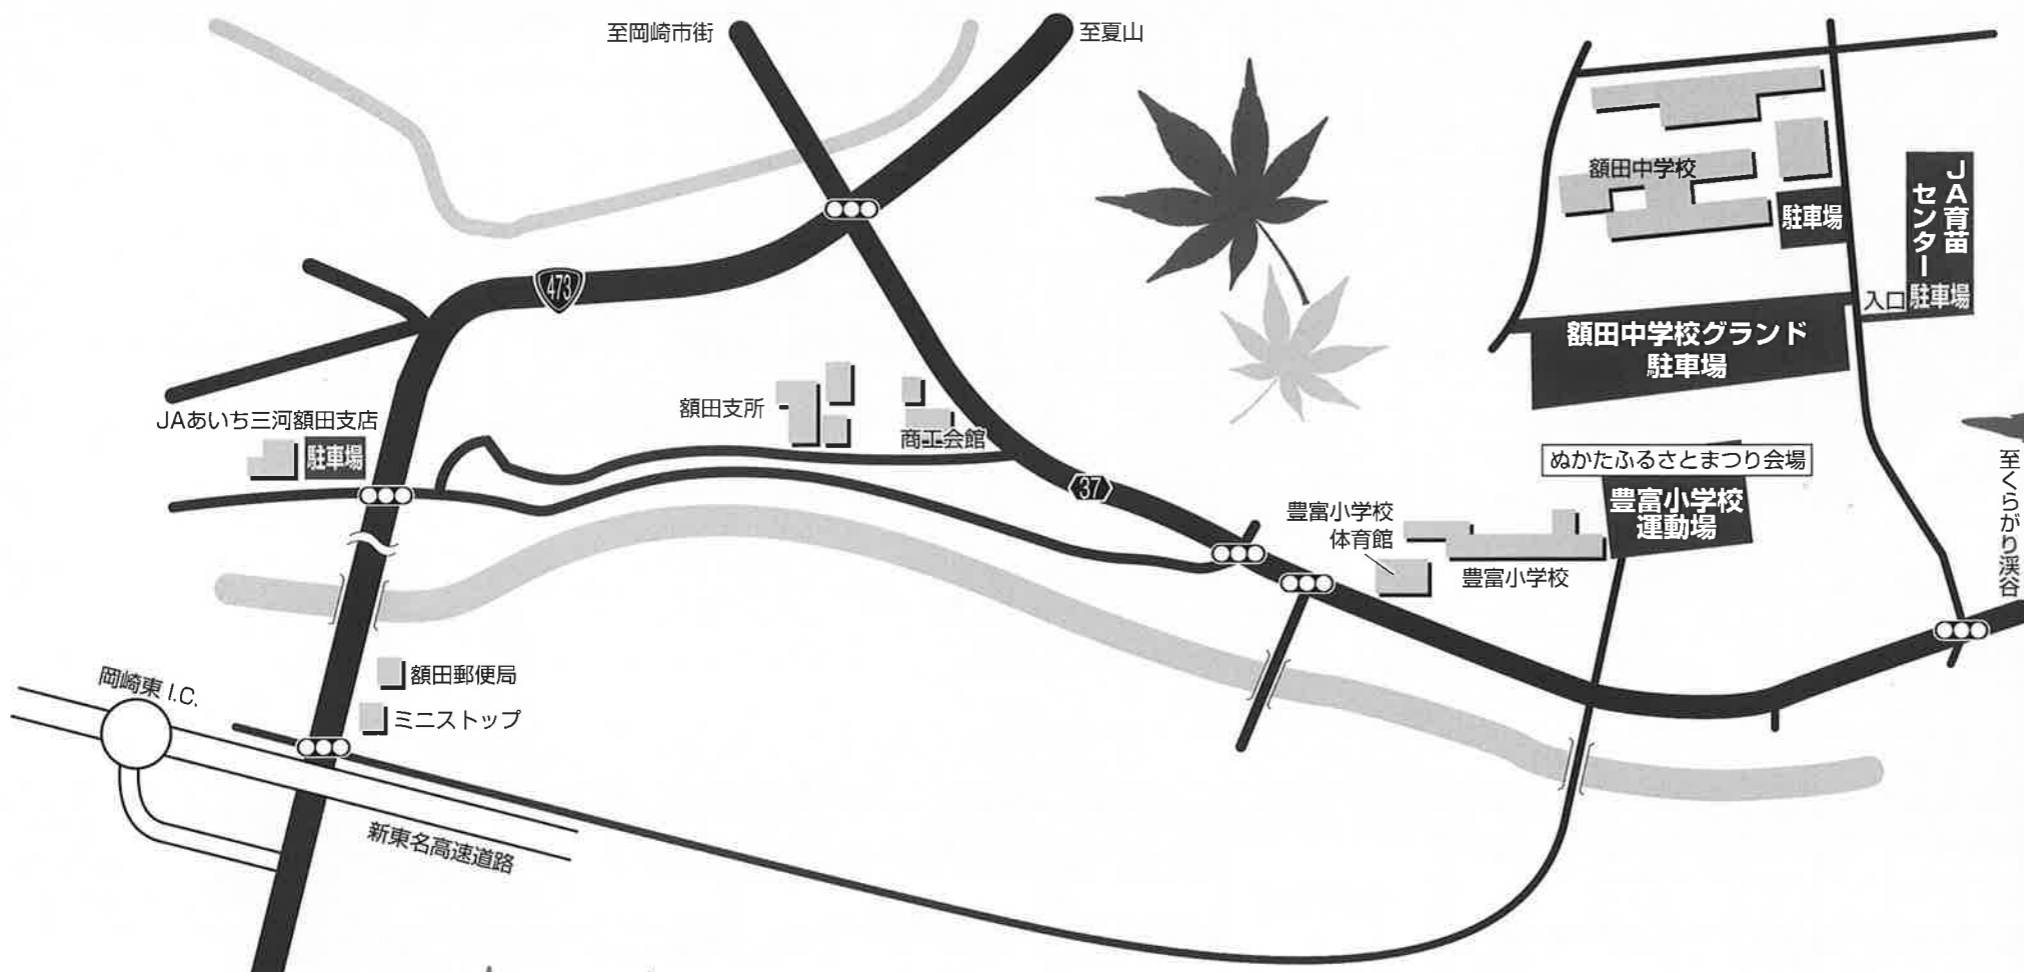 至岡崎市街
至夏山
473
額田中学校
駐車場
JA育苗
センター
駐車場
入口
額田中学校グランド
駐車場
JAあいち三河額田支店
駐車場
額田支所
商工会館
37
ぬかたふるさとまつり会場
豊富小学校
運動場
豊富小学校
体育館
豊富小学校
至くらがり渓谷
額田郵便局
ミニストップ
岡崎東 I.C.
新東名高速道路